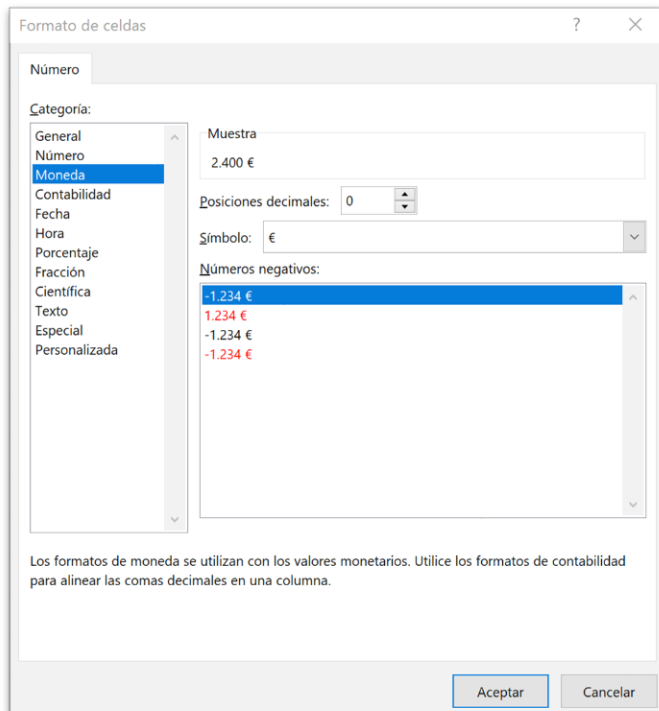 Formato de celdas
?
Número
Categoría:
General
Número
Moneda
Contabilidad
Fecha
Hora
Porcentaje
Fracción
Científica
Texto
Especial
Personalizada
Muestra
2.400 €
Posiciones decimales: 0
Símbolo: €
Números negativos:
-1.234 €
1.234 €
-1.234 €
-1.234 €
Los formatos de moneda se utilizan con los valores monetarios. Utilice los formatos de contabilidad
para alinear las comas decimales en una columna.
Aceptar
Cancelar